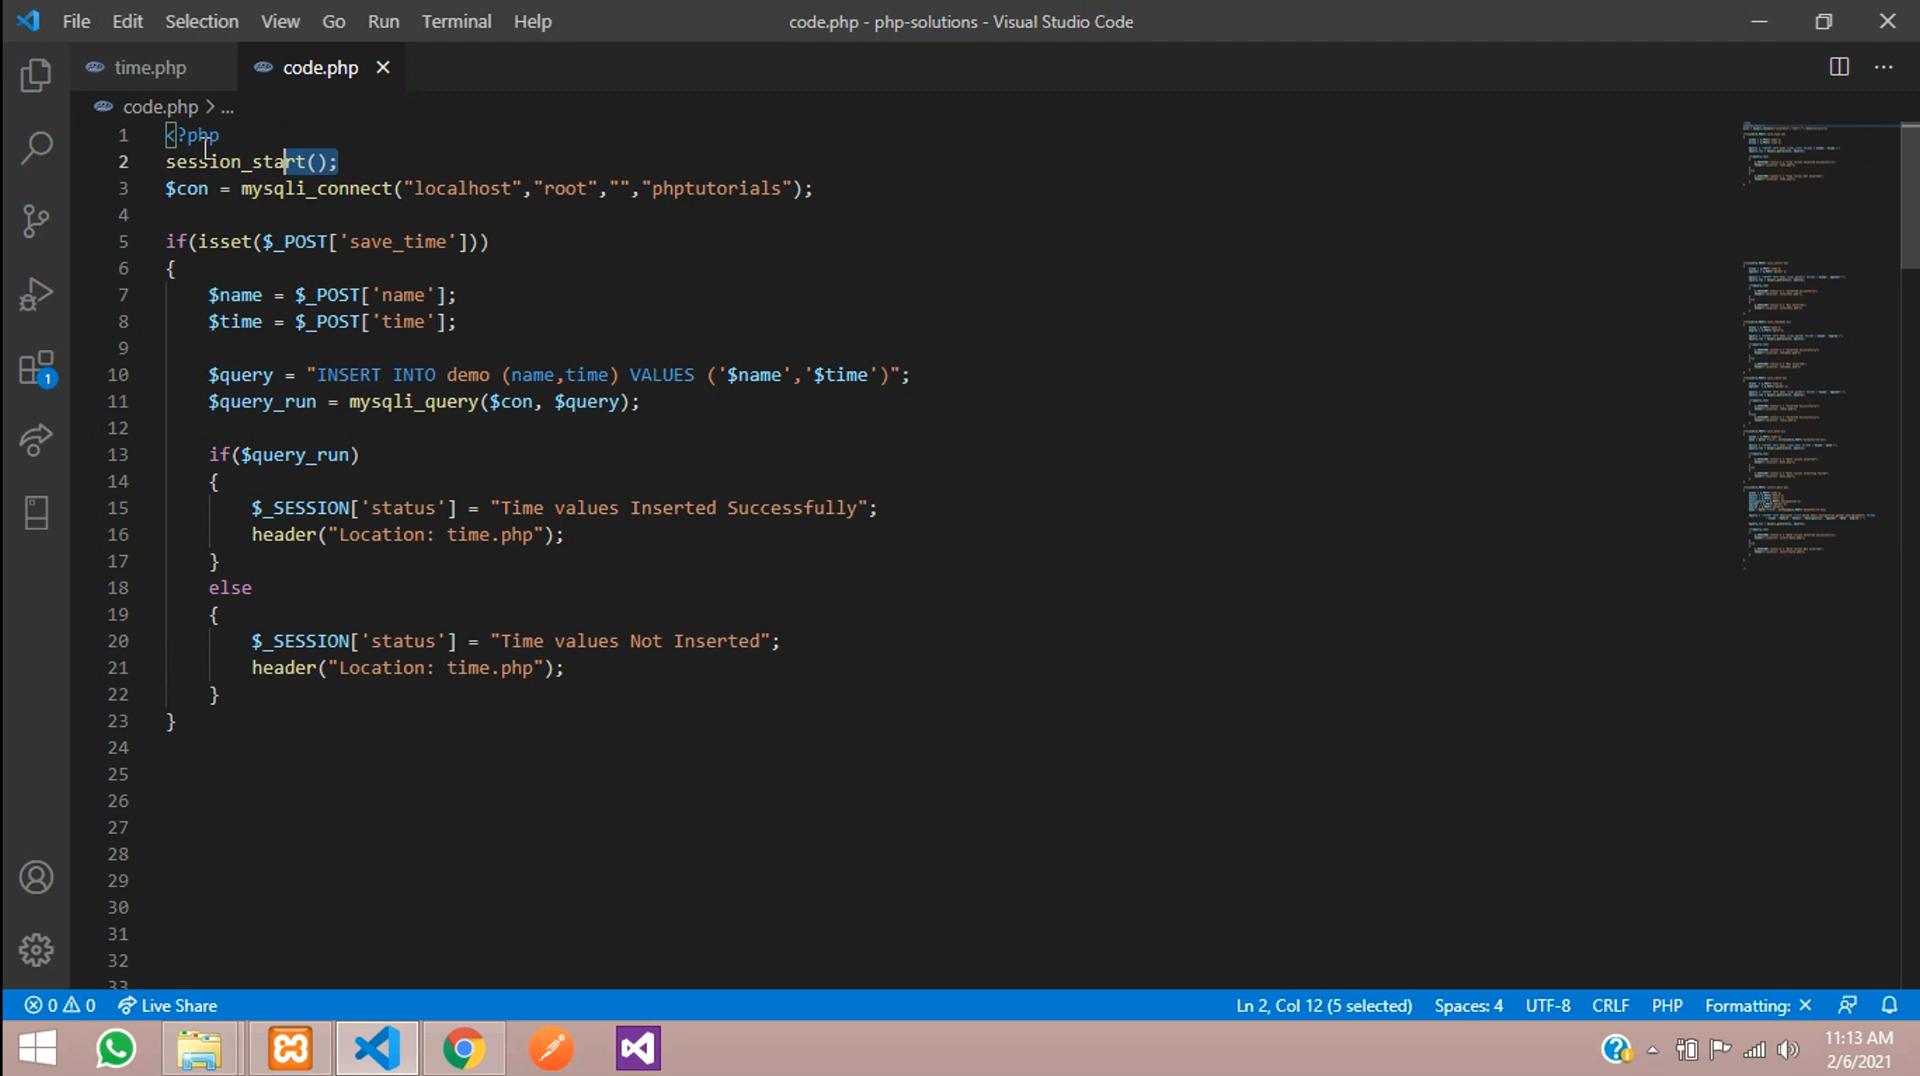 File Edit Selection View Go Run Terminal Help code.php - php-solutions - Visual Studio Code
time.php code.php
code.php > ...
1 <?php
2 session_start();
3 $con = mysqli_connect("localhost","root","","phptutorials");
4
5 if(isset($_POST['save_time']))
6 {
7 $name = $_POST['name'];
8 $time = $_POST['time'];
9
10 $query = "INSERT INTO demo (name,time) VALUES ('$name','$time')";
11 $query_run = mysqli_query($con, $query);
12
13 if($query_run)
14 {
15 $_SESSION['status'] = "Time values Inserted Successfully";
16 header("Location: time.php");
17 }
18 else
19 {
20 $_SESSION['status'] = "Time values Not Inserted";
21 header("Location: time.php");
22 }
23 }
24
25
26
27
28
29
30
31
32
33
1
0 0 Live Share Ln 2, Col 12 (5 selected) Spaces: 4 UTF-8 CRLF PHP Formatting: ×
11:13 AM
2/6/2021